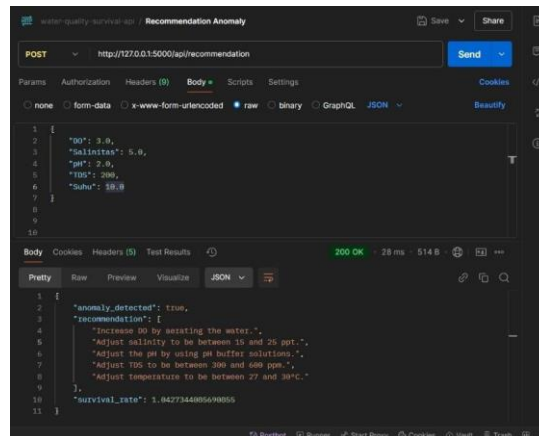 water-quality-survival-api / Recommendation Anomaly
Save
Share
POST
http://127.0.0.1:5000/api/recommendation
Send
Params Authorization Headers (9) Body Scripts Settings
Cookies
none form-data x-www-form-urlencoded raw binary GraphQL JSON
Beautify
1 {
2 "DO": 3.0,
3 "Salinitas": 5.0,
4 "pH": 2.0,
5 "TDS": 200,
6 "Suhu": 10.0
7 }
8
9
10
Body Cookies Headers (5) Test Results
200 OK 28 ms 514 B
Pretty Raw Preview Visualize JSON
1 {
2 "anomaly_detected": true,
3 "recommendation": [
4 "Increase DO by aerating the water.",
5 "Adjust salinity to be between 15 and 25 ppt.",
6 "Adjust the pH by using pH buffer solutions.",
7 "Adjust TDS to be between 300 and 600 ppm.",
8 "Adjust temperature to be between 27 and 30°C."
9 ],
10 "survival_rate": 1.0427344005690055
11 }
Postbot Runner Start Proxy Cookies Vault Trash